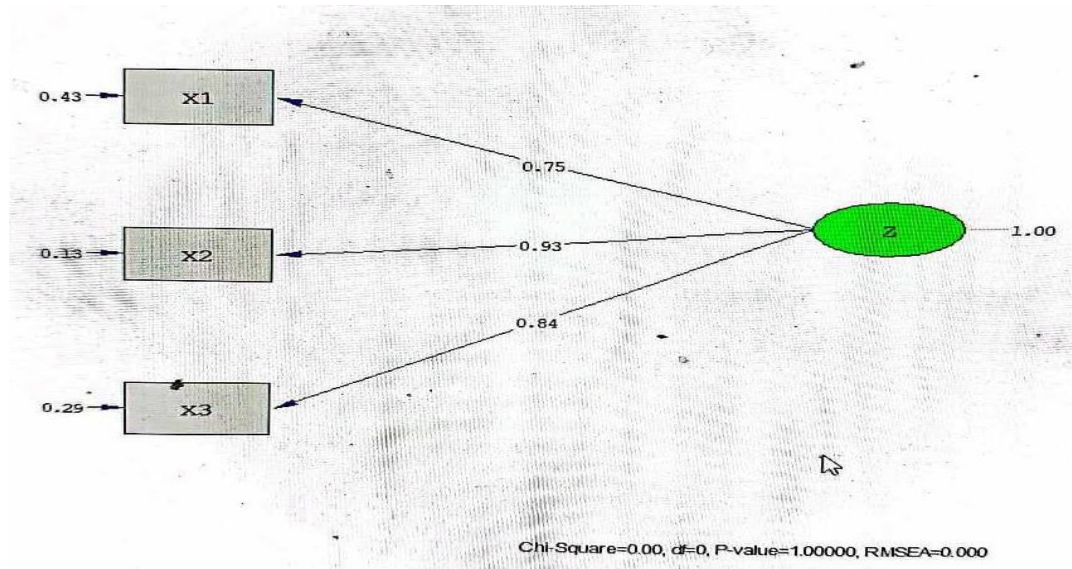 0.43
X1
0.75
0.13
X2
0.93
Z
1.00
0.84
0.29
X3
Chi-Square=0.00, df=0, P-value=1.00000, RMSEA=0.000